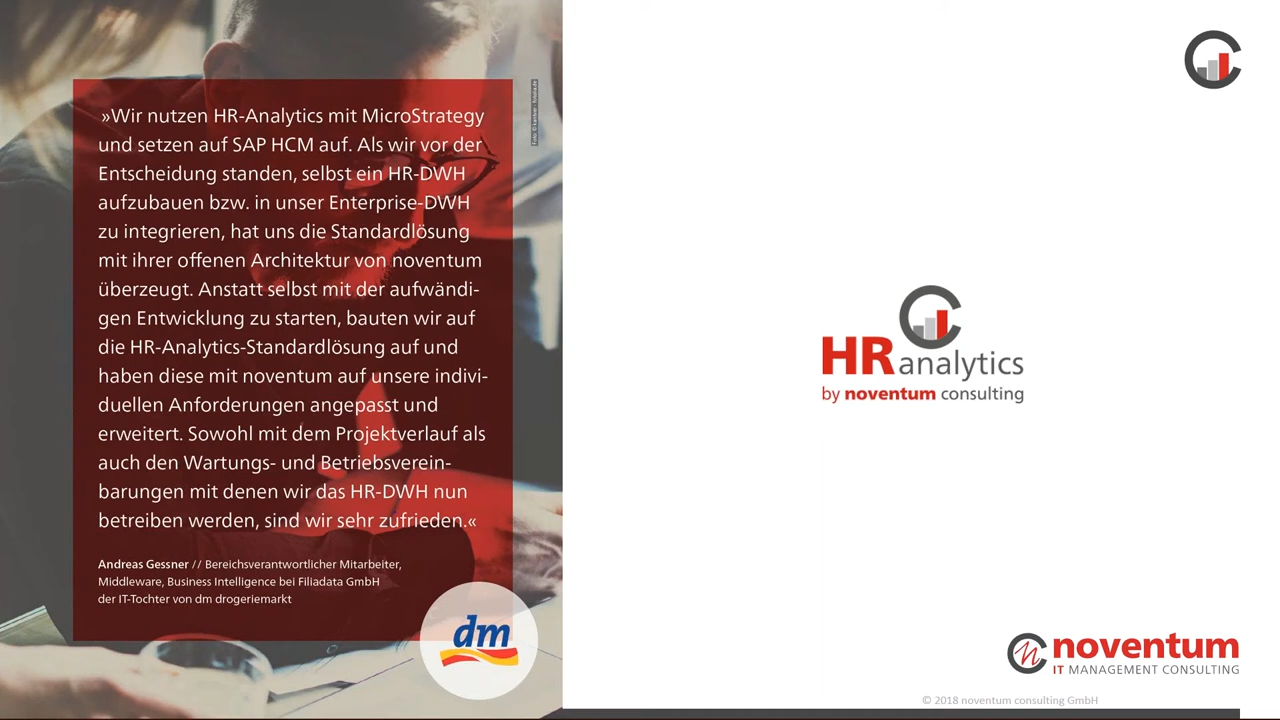 »Wir nutzen HR-Analytics mit MicroStrategy
und setzen auf SAP HCM auf. Als wir vor der
Entscheidung standen, selbst ein HR-DWH
aufzubauen bzw. in unser Enterprise-DWH
zu integrieren, hat uns die Standardlösung
mit ihrer offenen Architektur von noventum
überzeugt. Anstatt selbst mit der aufwändi-
gen Entwicklung zu starten, bauten wir auf
die HR-Analytics-Standardlösung auf und
haben diese mit noventum auf unsere indivi-
duellen Anforderungen angepasst und
erweitert. Sowohl mit dem Projektverlauf als
auch den Wartungs- und Betriebsverein-
barungen mit denen wir das HR-DWH nun
betreiben werden, sind wir sehr zufrieden.«
Andreas Gessner // Bereichsverantwortlicher Mitarbeiter,
Middleware, Business Intelligence bei Filiadata GmbH
der IT-Tochter von dm drogeriemarkt
dm
HR analytics
by noventum consulting
noventum
IT MANAGEMENT CONSULTING
© 2018 noventum consulting GmbH